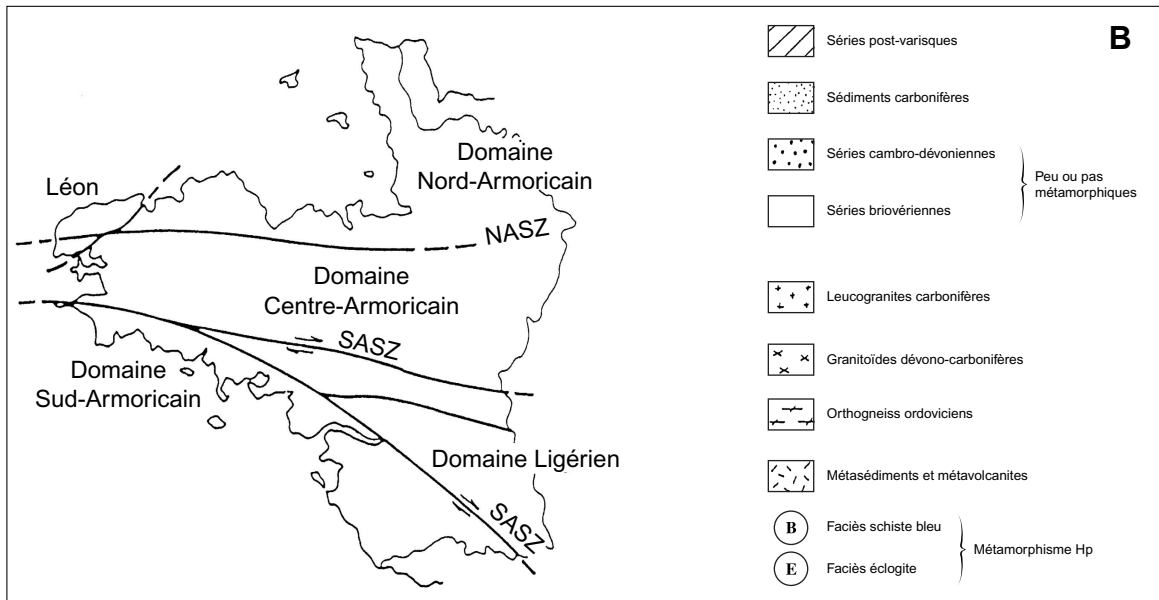 B
Domaine
Nord-Armoricain
Léon
NASZ
Domaine
Centre-Armoricain
SASZ
Domaine
Sud-Armoricain
Domaine Ligérien
SASZ
Séries post-varisques
Sédiments carbonifères
Séries cambro-dévoniennes
Séries briovériennes
Peu ou pas
métamorphiques
Leucogranites carbonifères
Granitoïdes dévono-carbonifères
Orthogneiss ordoviciens
Métasédiments et métavolcanites
B Faciès schiste bleu
E Faciès éclogite
Métamorphisme Hp